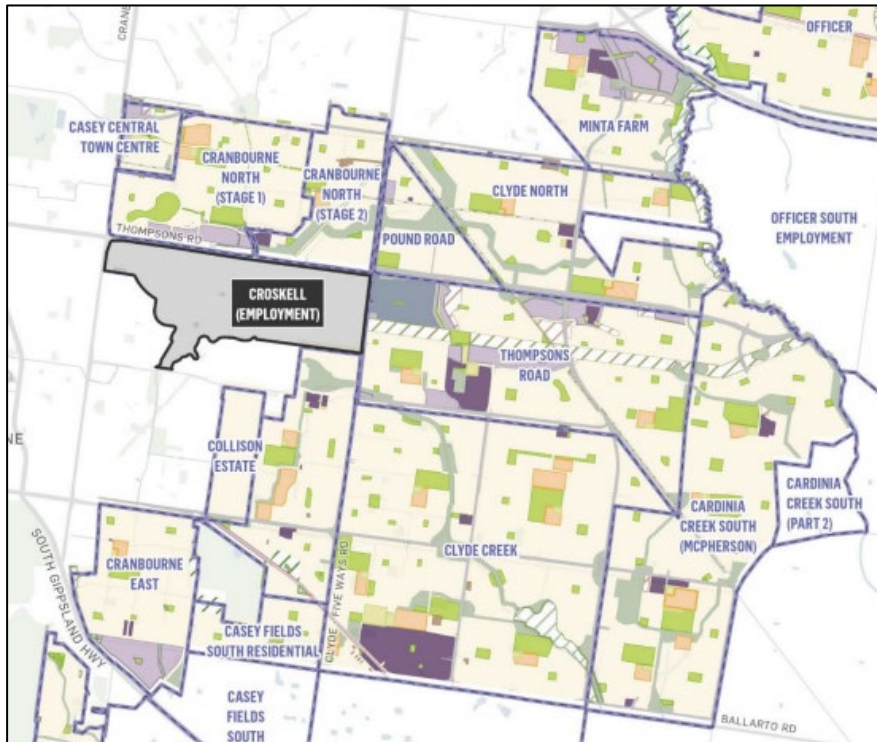 CRANB
OFFICER
CASEY CENTRAL
TOWN CENTRE
MINTA FARM
CRANBOURNE
NORTH
(STAGE 1)
CRANBOURNE
NORTH
(STAGE 2)
CLYDE NORTH
OFFICER SOUTH
EMPLOYMENT
THOMPSONS RD
POUND ROAD
CROSKELL
(EMPLOYMENT)
THOMPSONS
ROAD
COLLISON
ESTATE
NE
CARDINIA
CREEK SOUTH
(PART 2)
CARDINIA
CREEK SOUTH
(MCPHERSON)
SOUTH GIPPSLAND HWY
CRANBOURNE
EAST
CLYDE CREEK
CLYDE - FIVE WAYS RD
CASEY FIELDS
SOUTH RESIDENTIAL
CASEY
FIELDS
SOUTH
BALLARTO RD